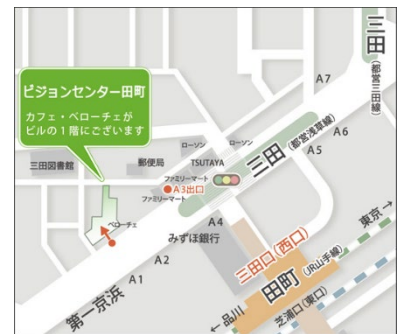 三田
(都営三田線)
A7
ビジョンセンター田町
カフェ・ベローチェが
ビルの1階にございます
ローソン
ローソン
三田
(都営浅草線)
A6
A5
三田図書館
郵便局
TSUTAYA
ファミリーマート
A3出口
ファミリーマート
A4
ベローチェ
みずほ銀行
三田口(西口)
東京→
A2
A1
田町
(JR山手線)
第一京浜
←品川
芝浦口(東口)